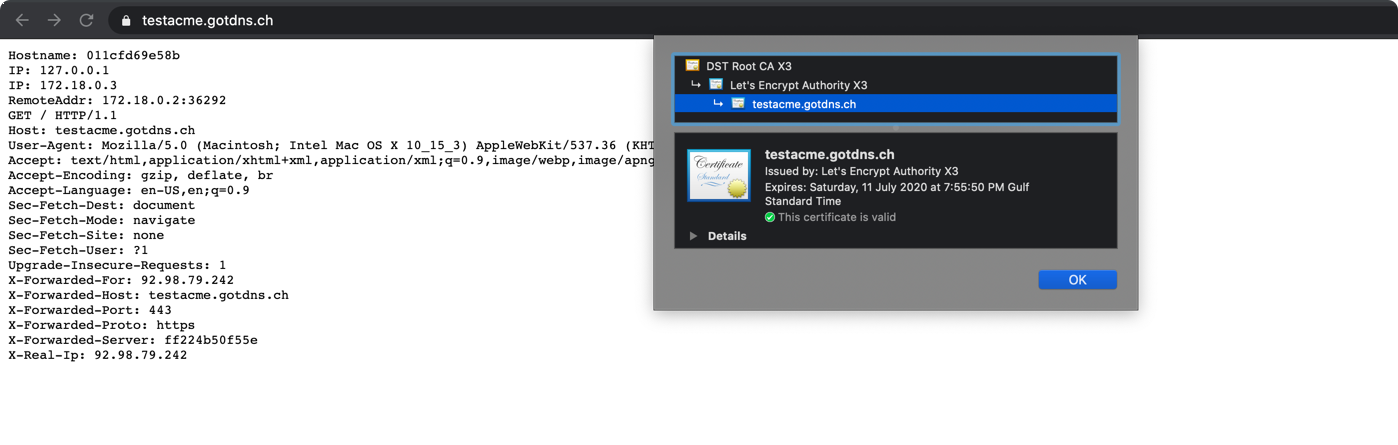 testacme.gotdns.ch
Hostname: 011cfd69e58b
IP: 127.0.0.1
IP: 172.18.0.3
RemoteAddr: 172.18.0.2:36292
GET / HTTP/1.1
Host: testacme.gotdns.ch
User-Agent: Mozilla/5.0 (Macintosh; Intel Mac OS X 10_15_3) AppleWebKit/537.36 (KHT
Accept: text/html,application/xhtml+xml,application/xml;q=0.9,image/webp,image/apng
Accept-Encoding: gzip, deflate, br
Accept-Language: en-US,en;q=0.9
Sec-Fetch-Dest: document
Sec-Fetch-Mode: navigate
Sec-Fetch-Site: none
Sec-Fetch-User: ?1
Upgrade-Insecure-Requests: 1
X-Forwarded-For: 92.98.79.242
X-Forwarded-Host: testacme.gotdns.ch
X-Forwarded-Port: 443
X-Forwarded-Proto: https
X-Forwarded-Server: ff224b50f55e
X-Real-Ip: 92.98.79.242
DST Root CA X3
Let's Encrypt Authority X3
testacme.gotdns.ch
Certificate
Standard
testacme.gotdns.ch
Issued by: Let's Encrypt Authority X3
Expires: Saturday, 11 July 2020 at 7:55:50 PM Gulf
Standard Time
This certificate is valid
Details
OK